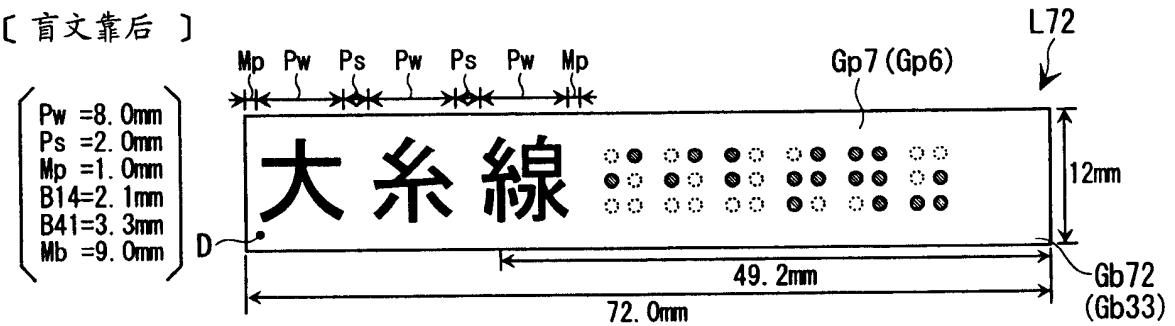 〔 盲文靠后 〕
L72
Mp Pw Ps Pw Ps Pw Mp
Gp7(Gp6)
Pw =8.0mm
Ps =2.0mm
Mp =1.0mm
B14=2.1mm
B41=3.3mm
Mb =9.0mm
大糸線
12mm
D
49.2mm
Gb72
(Gb33)
72.0mm